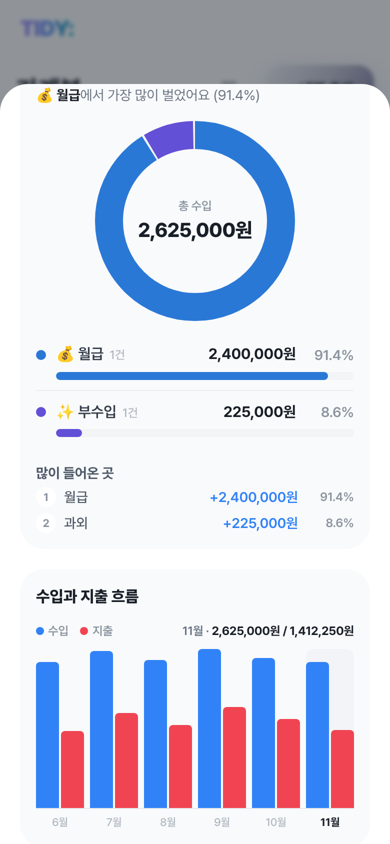 TIDY:
💰 월급에서 가장 많이 벌었어요 (91.4%)
총 수입
2,625,000원
💰 월급 1건 2,400,000원 91.4%
✨ 부수입 1건 225,000원 8.6%
많이 들어온 곳
1 월급 +2,400,000원 91.4%
2 과외 +225,000원 8.6%
수입과 지출 흐름
수입 지출 11월 · 2,625,000원 / 1,412,250원
6월 7월 8월 9월 10월 11월